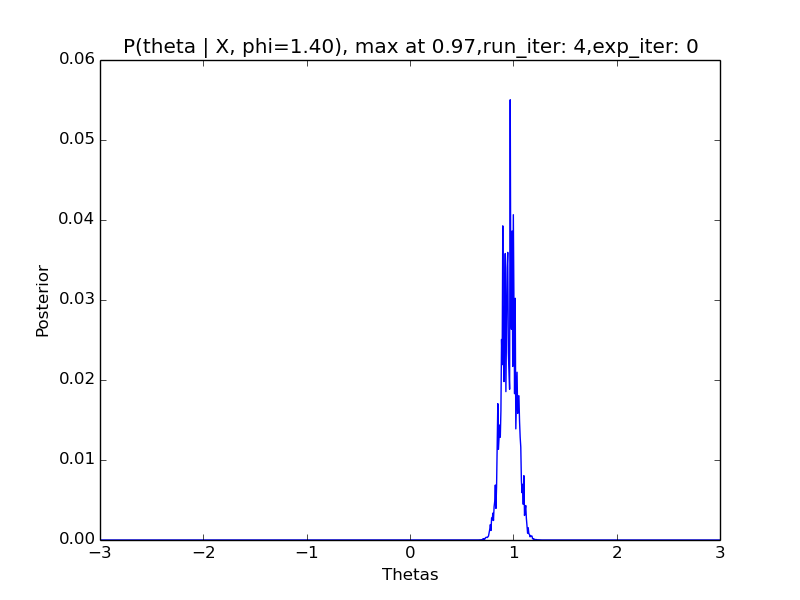 P(theta | X, phi=1.40), max at 0.97,run_iter: 4,exp_iter: 0
0.06
0.05
0.04
0.03
0.02
0.01
0.00
Posterior
−3 −2 −1 0 1 2 3
Thetas